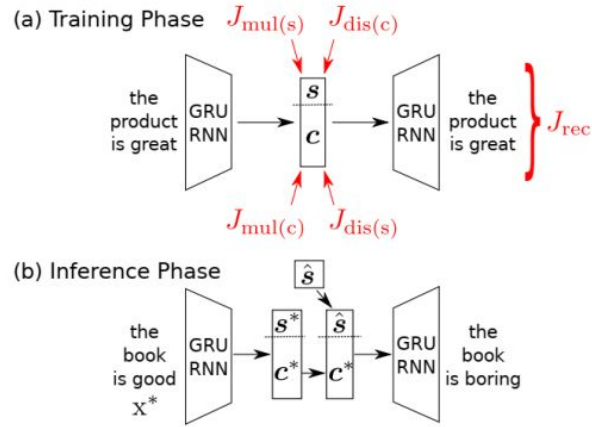 (a) Training Phase
J_mul(s) J_dis(c)
the
product
is great
GRU
RNN
s
c
GRU
RNN
the
product
is great
J_rec
J_mul(c) J_dis(s)
(b) Inference Phase
ŝ
the
book
is good
x*
GRU
RNN
s*
c*
ŝ
c*
GRU
RNN
the
book
is boring